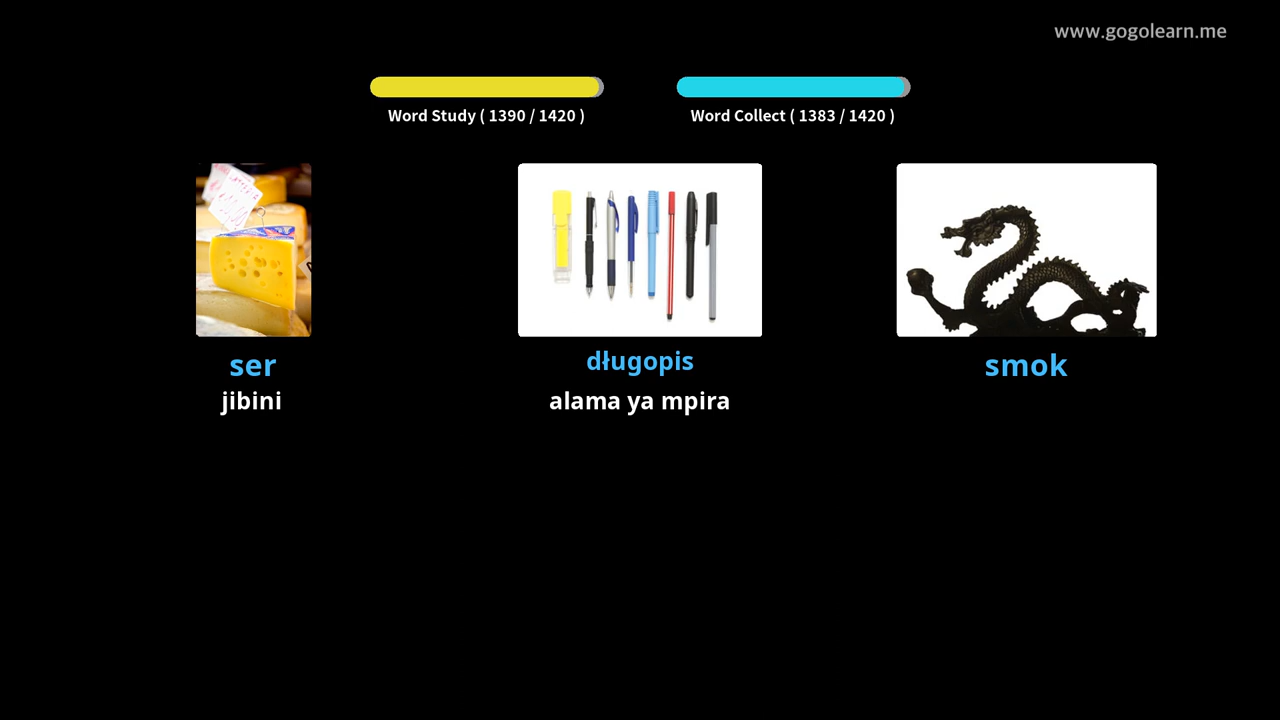 www.gogolearn.me
Word Study ( 1390 / 1420 )
Word Collect ( 1383 / 1420 )
ser
długopis
smok
jibini
alama ya mpira